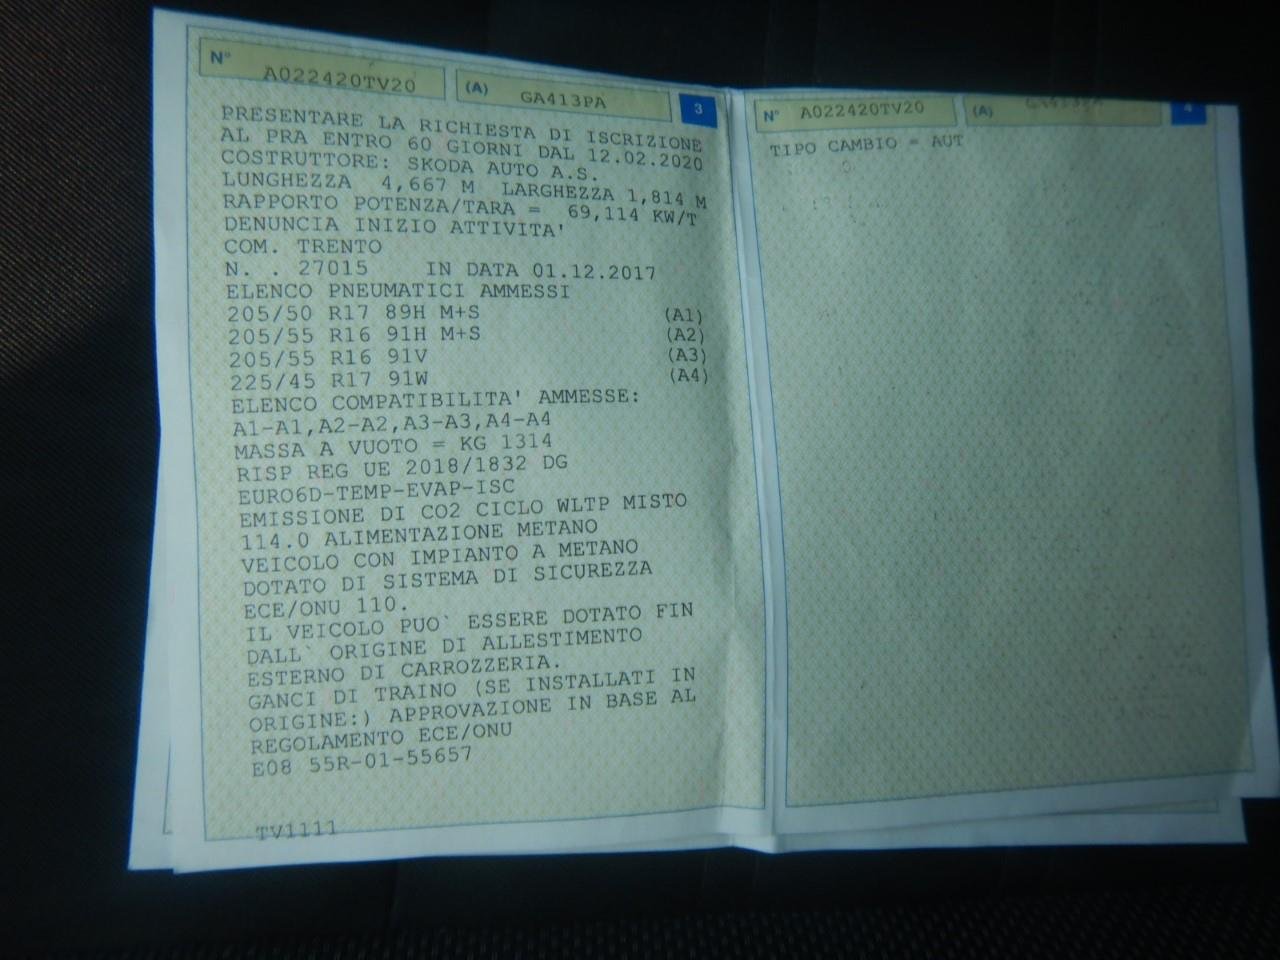 N° A022420TV20 (A) GA413PA 3
PRESENTARE LA RICHIESTA DI ISCRIZIONE
AL PRA ENTRO 60 GIORNI DAL 12.02.2020
COSTRUTTORE: SKODA AUTO A.S.
LUNGHEZZA 4,667 M LARGHEZZA 1,814 M
RAPPORTO POTENZA/TARA = 69,114 KW/T
DENUNCIA INIZIO ATTIVITA'
COM. TRENTO
N. . 27015 IN DATA 01.12.2017
ELENCO PNEUMATICI AMMESSI
205/50 R17 89H M+S (A1)
205/55 R16 91H M+S (A2)
205/55 R16 91V (A3)
225/45 R17 91W (A4)
ELENCO COMPATIBILITA' AMMESSE:
A1-A1,A2-A2,A3-A3,A4-A4
MASSA A VUOTO = KG 1314
RISP REG UE 2018/1832 DG
EURO6D-TEMP-EVAP-ISC
EMISSIONE DI CO2 CICLO WLTP MISTO
114.0 ALIMENTAZIONE METANO
VEICOLO CON IMPIANTO A METANO
DOTATO DI SISTEMA DI SICUREZZA
ECE/ONU 110.
IL VEICOLO PUO` ESSERE DOTATO FIN
DALL` ORIGINE DI ALLESTIMENTO
ESTERNO DI CARROZZERIA.
GANCI DI TRAINO (SE INSTALLATI IN
ORIGINE:) APPROVAZIONE IN BASE AL
REGOLAMENTO ECE/ONU
E08 55R-01-55657
TV1111
N° A022420TV20 (A) GA413PA 4
TIPO CAMBIO = AUT